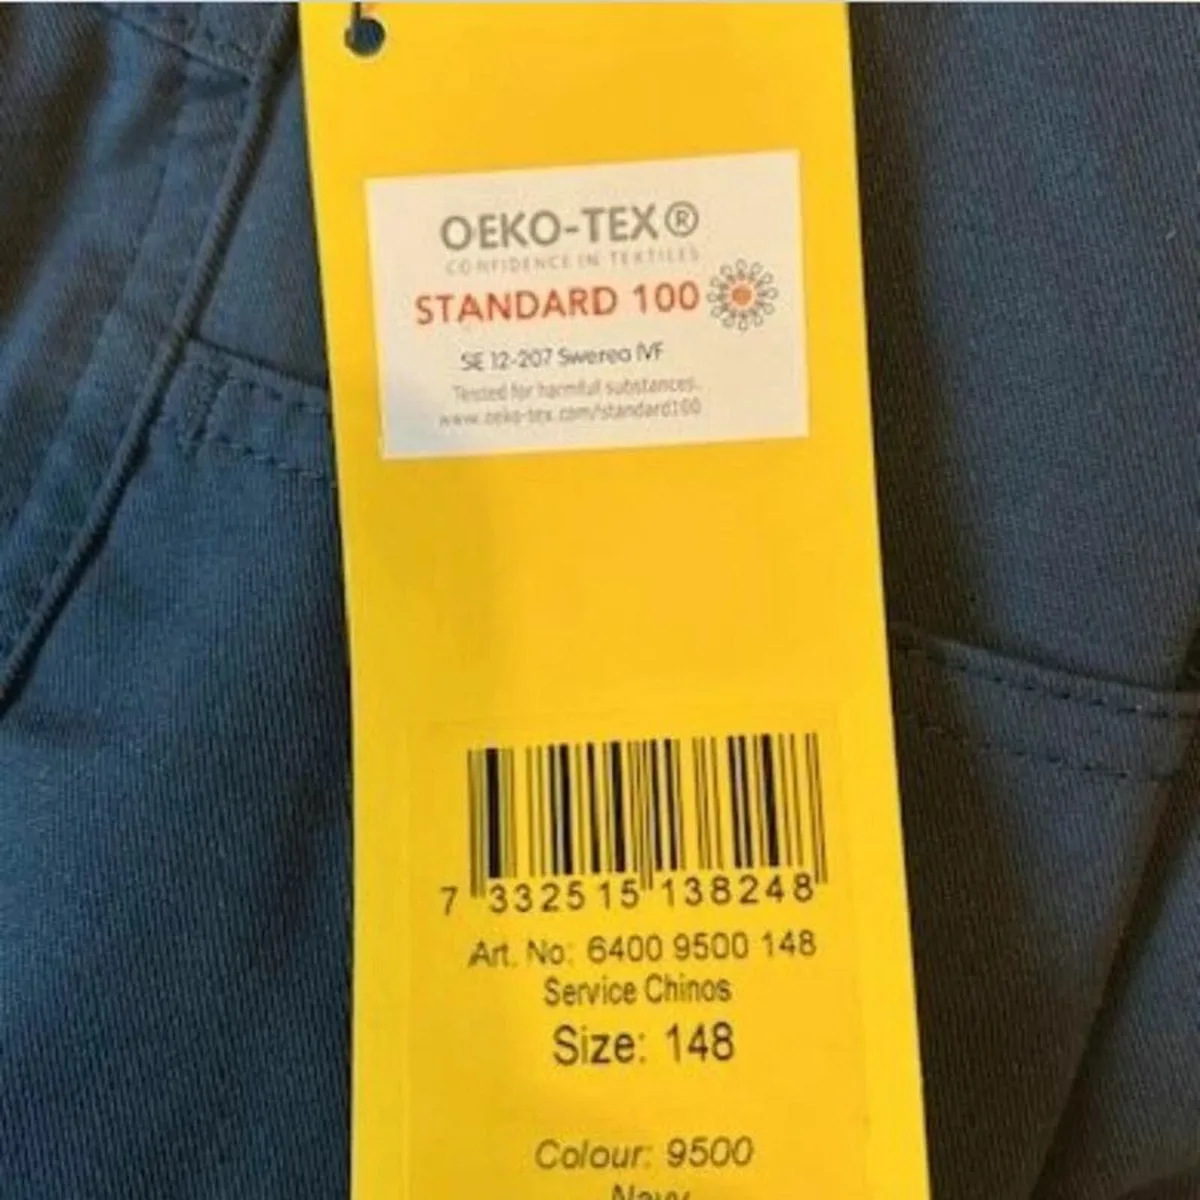 OEKO-TEX®
CONFIDENCE IN TEXTILES
STANDARD 100
SE 12-207 Swerea IVF
Tested for harmful substances.
www.oeko-tex.com/standard100
7 332515 138248
Art. No: 6400 9500 148
Service Chinos
Size: 148
Colour: 9500
Navy